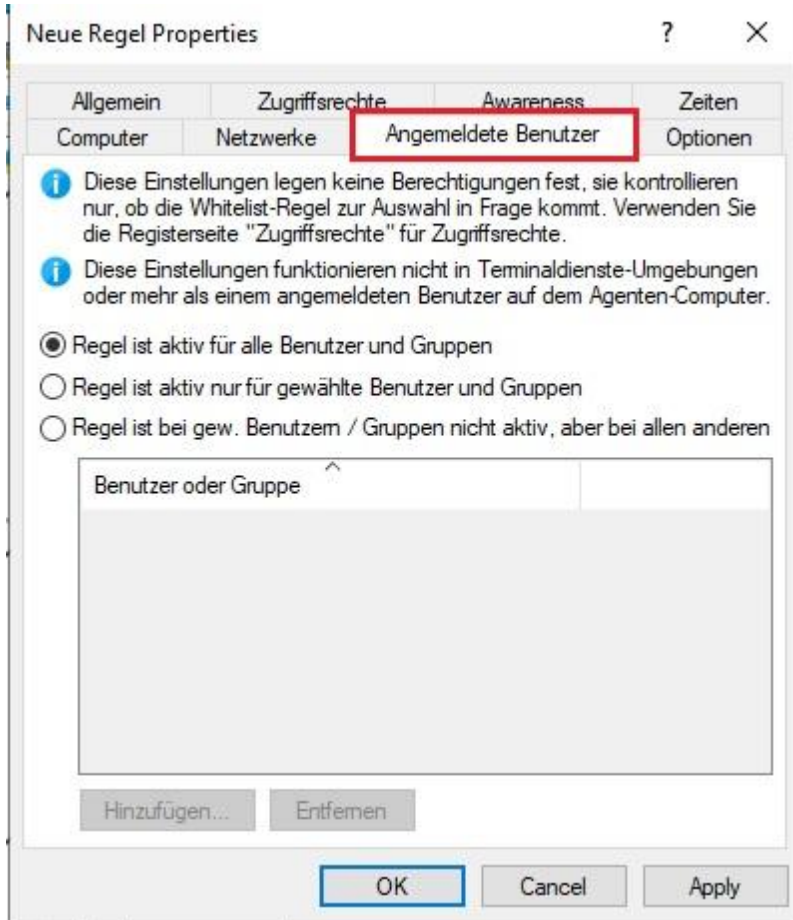 Neue Regel Properties
Allgemein Zugriffsrechte Awareness Zeiten
Computer Netzwerke Angemeldete Benutzer Optionen
Diese Einstellungen legen keine Berechtigungen fest, sie kontrollieren
nur, ob die Whitelist-Regel zur Auswahl in Frage kommt. Verwenden Sie
die Registerseite "Zugriffsrechte" für Zugriffsrechte.
Diese Einstellungen funktionieren nicht in Terminaldienste-Umgebungen
oder mehr als einem angemeldeten Benutzer auf dem Agenten-Computer.
Regel ist aktiv für alle Benutzer und Gruppen
Regel ist aktiv nur für gewählte Benutzer und Gruppen
Regel ist bei gew. Benutzern / Gruppen nicht aktiv, aber bei allen anderen
Benutzer oder Gruppe
Hinzufügen... Entfernen
OK Cancel Apply